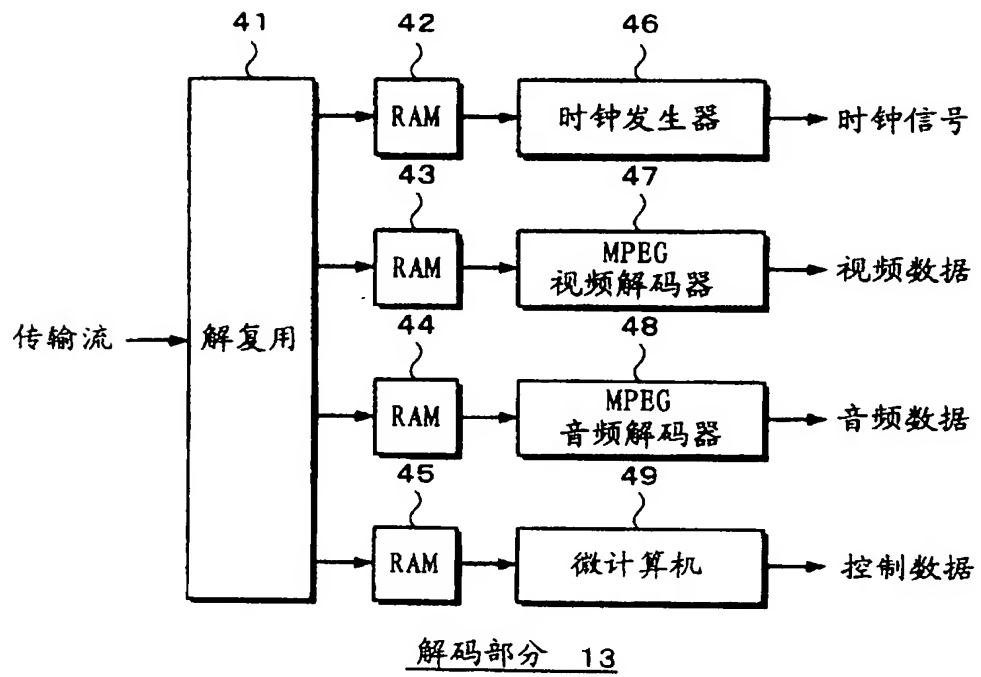 41
42
46
RAM
时钟发生器
时钟信号
43
47
RAM
MPEG
视频解码器
视频数据
传输流
解复用
44
48
RAM
MPEG
音频解码器
音频数据
45
49
RAM
微计算机
控制数据
解码部分 13